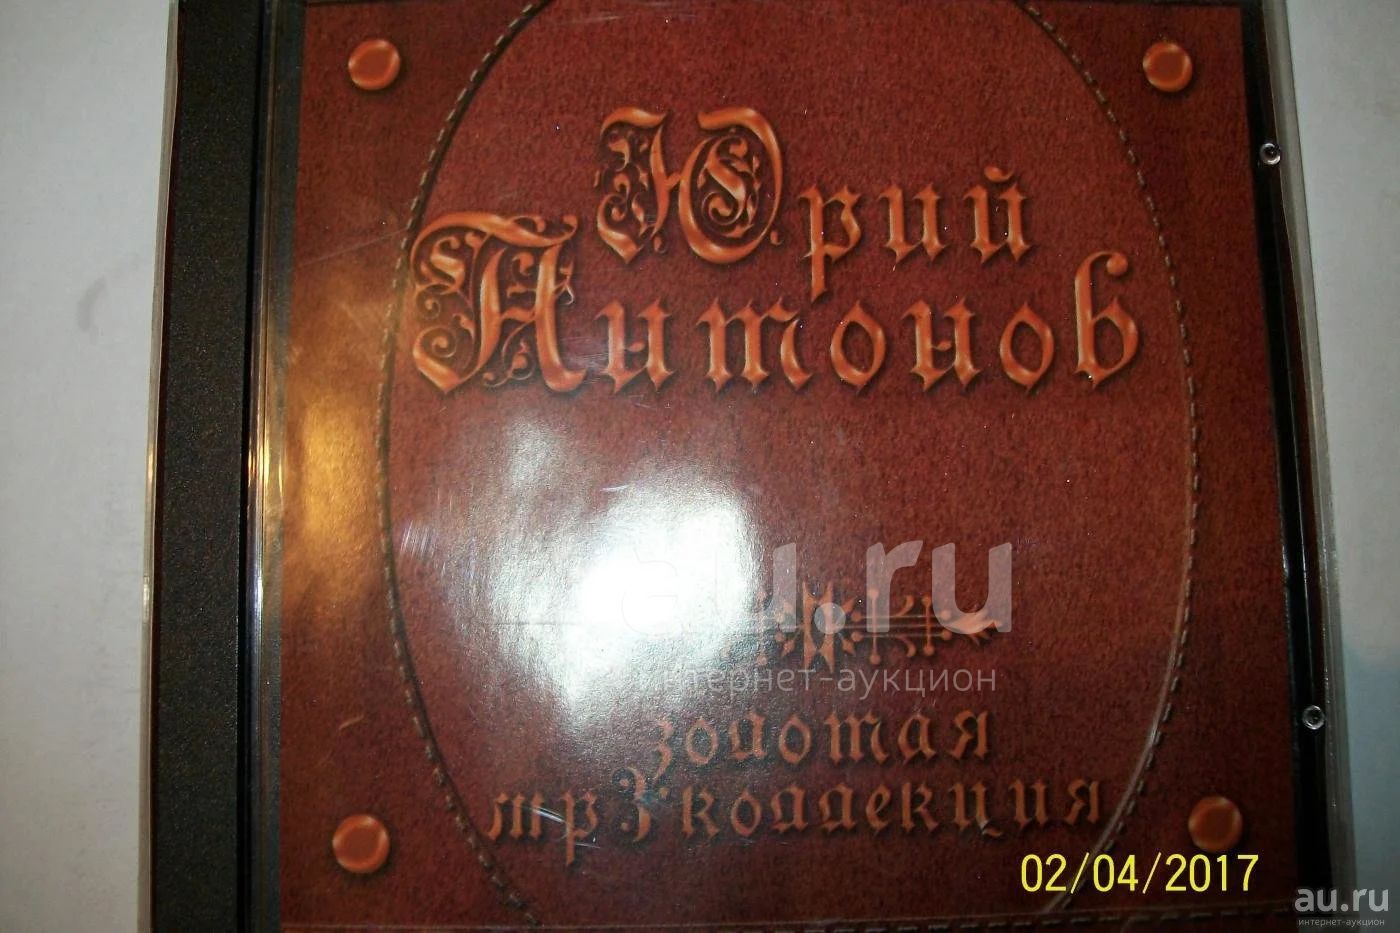 Юрий
Антонов
au.ru
интернет-аукцион
золотая
mp3 коллекция
02/04/2017
au.ru
интернет-аукцион